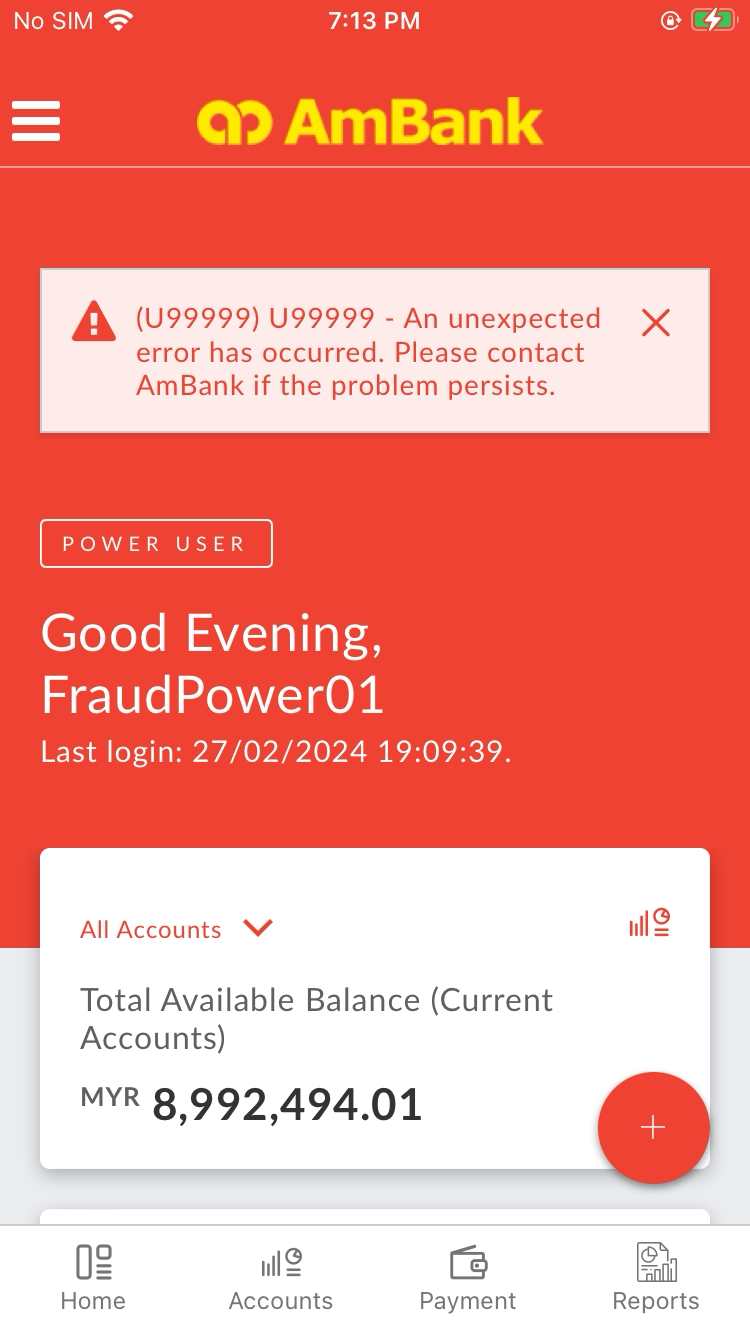 No SIM 7:13 PM
AmBank
(U99999) U99999 - An unexpected
error has occurred. Please contact
AmBank if the problem persists.
POWER USER
Good Evening,
FraudPower01
Last login: 27/02/2024 19:09:39.
All Accounts
Total Available Balance (Current
Accounts)
MYR 8,992,494.01
Home Accounts Payment Reports